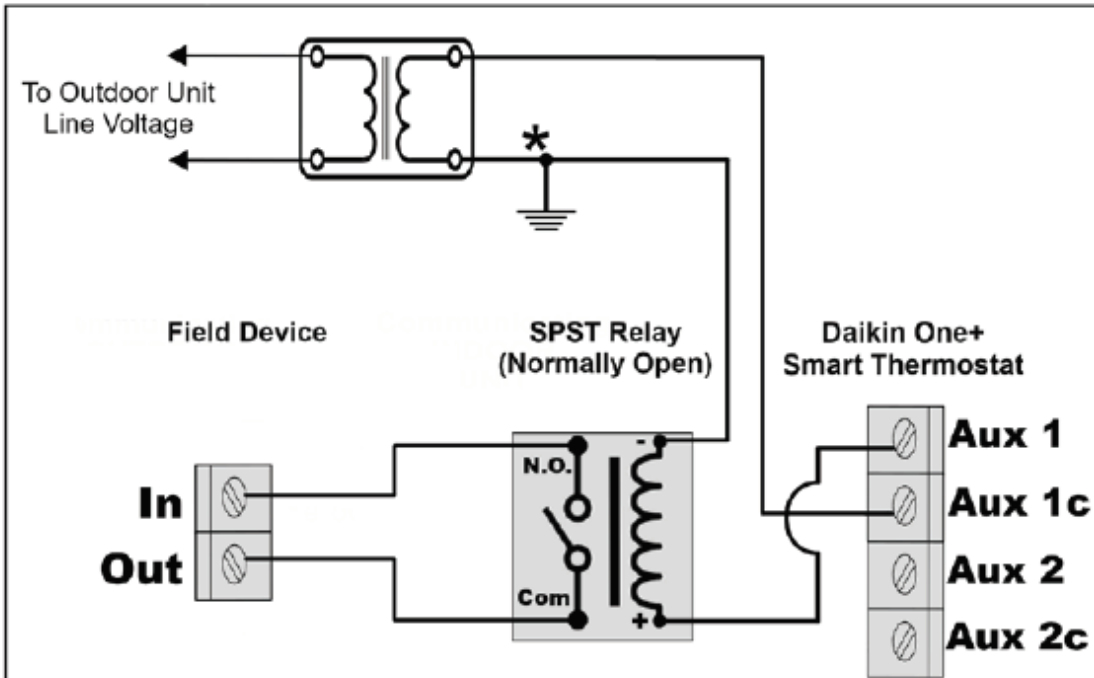 To Outdoor Unit
Line Voltage
*
Field Device
SPST Relay
(Normally Open)
Daikin One+
Smart Thermostat
In
Out
N.O.
Com
-
+
Aux 1
Aux 1c
Aux 2
Aux 2c